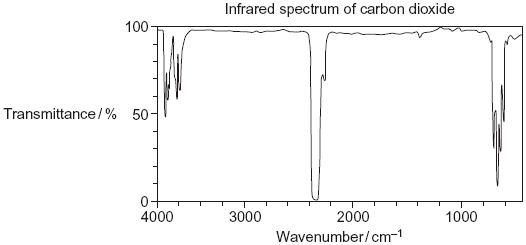 Infrared spectrum of carbon dioxide
100
50
0
Transmittance / %
4000
3000
2000
1000
Wavenumber / cm–1